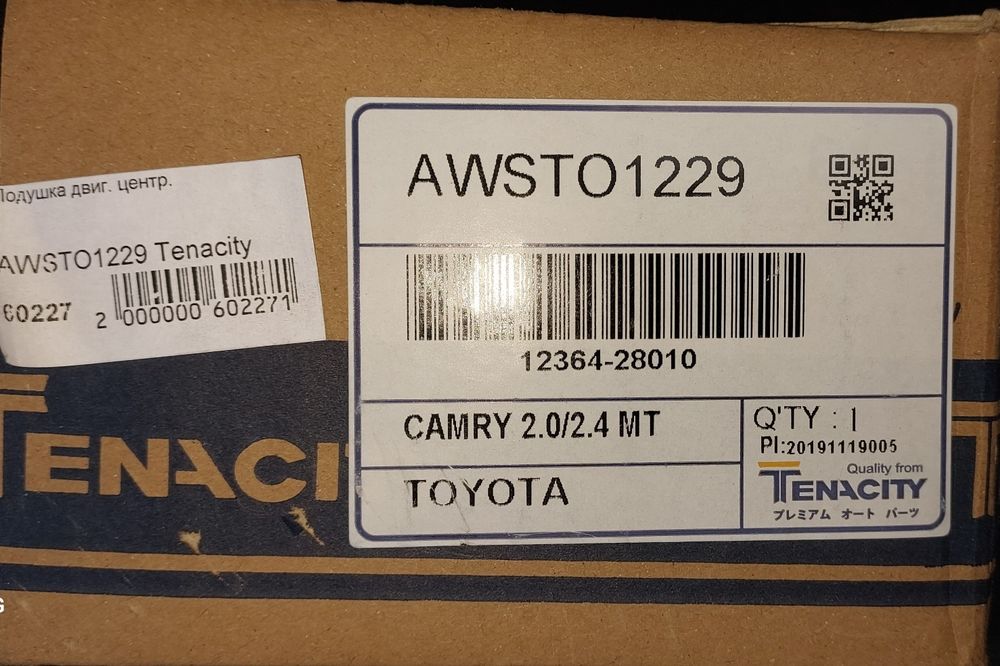 Подушка двиг. центр.
AWSTO1229 Tenacity
60227
2 000000 602271
AWSTO1229
12364-28010
CAMRY 2.0/2.4 MT
TOYOTA
Q'TY : 1
PI:20191119005
Quality from
TENACITY
プレミアム オート パーツ
TENACI